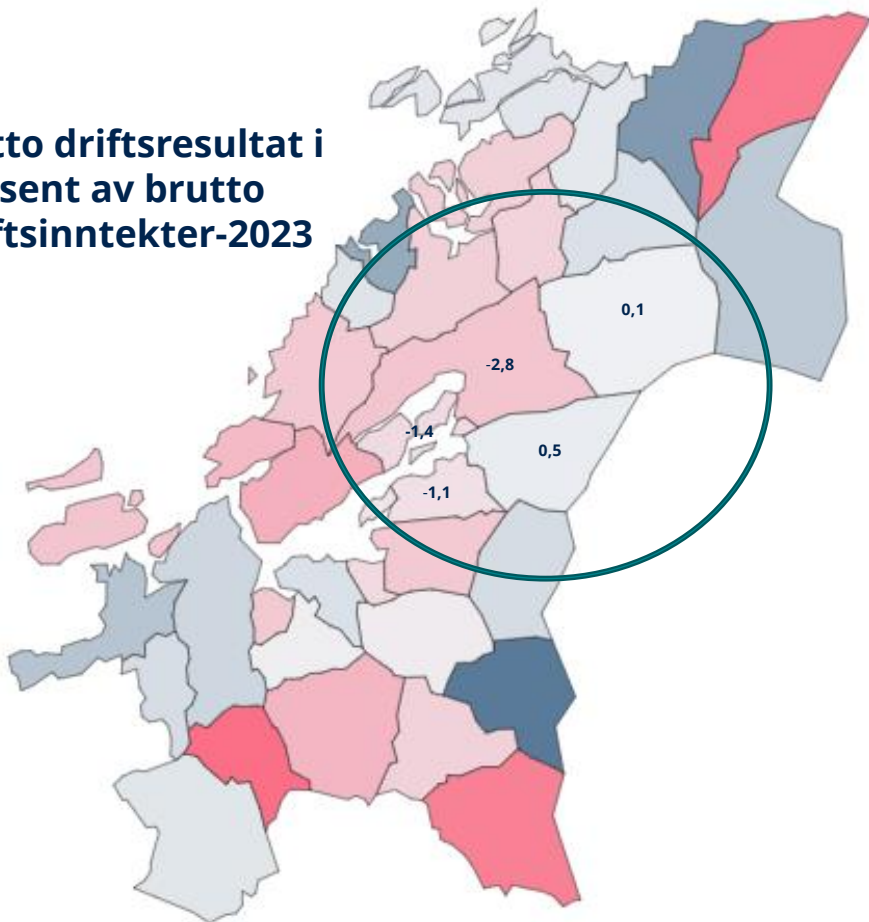 tto driftsresultat i
sent av brutto
ftsinntekter-2023
0,1
-2,8
-1,4
0,5
-1,1